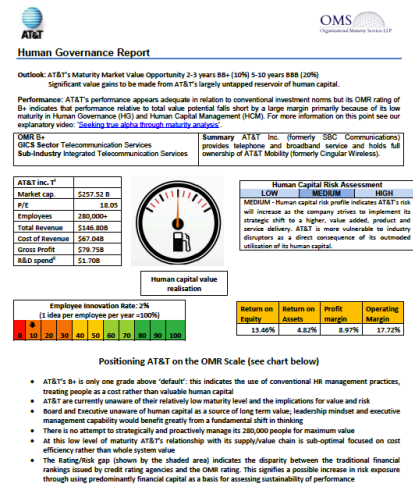 AT&T
OMS
Organizational Maturity Services LLP
Human Governance Report
Outlook: AT&T's Maturity Market Value Opportunity 2-3 years BB+ (10%) 5-10 years BBB (20%)
Significant value gains to be made from AT&T's largely untapped reservoir of human capital.
Performance: AT&T's performance appears adequate in relation to conventional investment norms but its OMR rating of
B+ indicates that performance relative to total value potential falls short by a large margin primarily because of its low
maturity in Human Governance (HG) and Human Capital Management (HCM). For more information on this point see our
explanatory video: 'Seeking true alpha through maturity analysis'.
OMR B+
GICS Sector Telecommunication Services
Sub-Industry Integrated Telecommunication Services
Summary AT&T Inc. (formerly SBC Communications)
provides telephone and broadband service and holds full
ownership of AT&T Mobility (formerly Cingular Wireless).
AT&T inc. T
Market cap. $257.52 B
P/E 18.05
Employees 280,000+
Total Revenue $146.80B
Cost of Revenue $67.04B
Gross Profit $79.75B
R&D spend $1.70B
Human capital value
realisation
Human Capital Risk Assessment
LOW MEDIUM HIGH
MEDIUM - Human capital risk profile indicates AT&T's risk
will increase as the company strives to implement its
strategic shift to a higher, value added, product and
service delivery. AT&T is more vulnerable to industry
disruptors as a direct consequence of its outmoded
utilisation of its human capital.
Employee Innovation Rate: 2%
(1 idea per employee per year =100%)
0 10 20 30 40 50 60 70 80 90 100
Return on Equity Return on Assets Profit margin Operating Margin
13.46% 4.82% 8.97% 17.72%
Positioning AT&T on the OMR Scale (see chart below)
• AT&T'S B+ is only one grade above 'default': this indicates the use of conventional HR management practices,
treating people as a cost rather than valuable human capital
• AT&T are currently unaware of their relatively low maturity level and the implications for value and risk
• Board and Executive unaware of human capital as a source of long term value; leadership mindset and executive
management capability would benefit greatly from a fundamental shift in thinking
• There is no attempt to strategically and proactively manage its 280,000 people for maximum value
• At this low level of maturity AT&T's relationship with its supply/value chain is sub-optimal focused on cost
efficiency rather than whole system value
• The Rating/Risk gap (shown by the shaded area) indicates the disparity between the traditional financial
rankings issued by credit rating agencies and the OMR rating. This signifies a possible increase in risk exposure
through using predominantly financial capital as a basis for assessing sustainability of performance